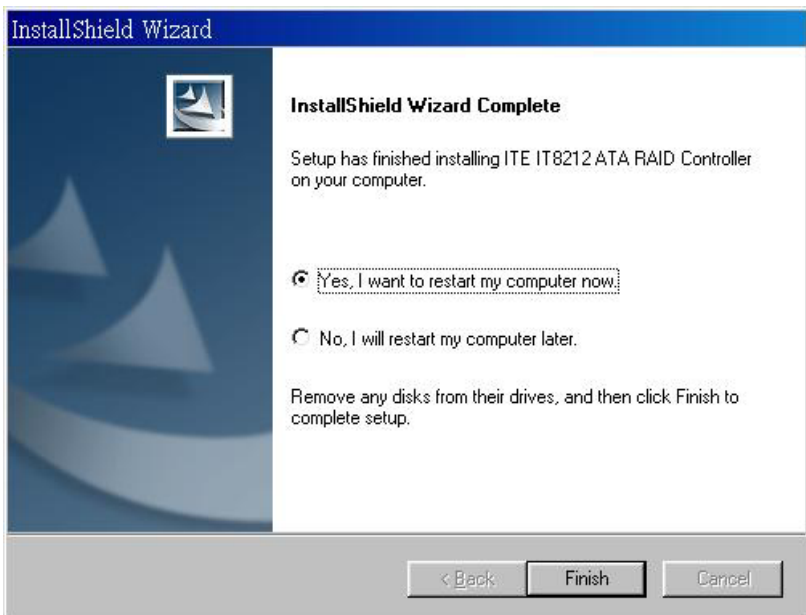 InstallShield Wizard
InstallShield Wizard Complete
Setup has finished installing ITE IT8212 ATA RAID Controller
on your computer.
Yes, I want to restart my computer now.
No, I will restart my computer later.
Remove any disks from their drives, and then click Finish to
complete setup.
< Back
Finish
Cancel